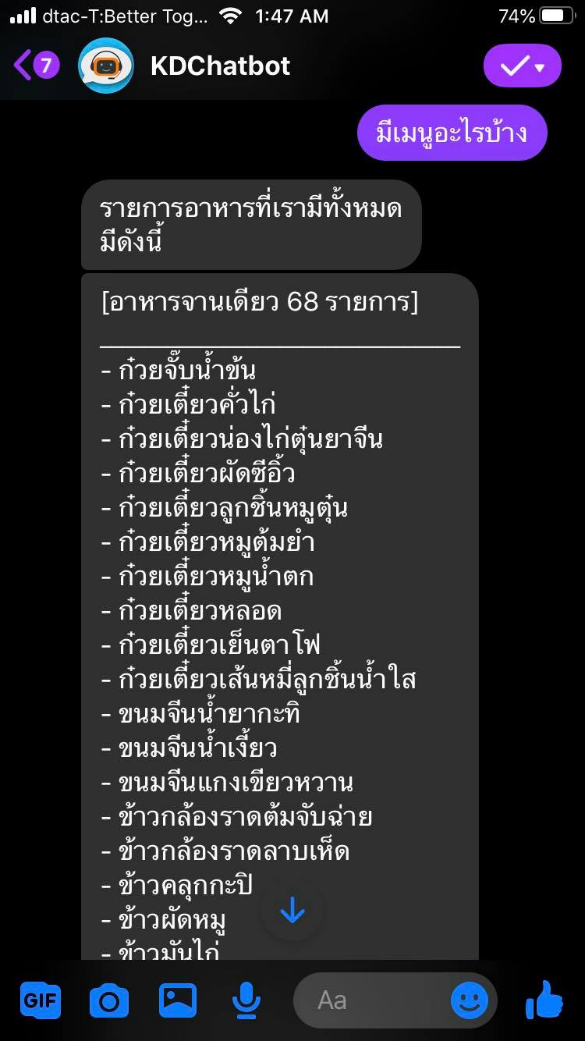 dtac-T:Better Tog... 1:47 AM 74%
7 KDChatbot
มีเมนูอะไรบ้าง
รายการอาหารที่เรามีทั้งหมด
มีดังนี้
[อาหารจานเดียว 68 รายการ]
- ก๋วยจั๊บน้ำข้น
- ก๋วยเตี๋ยวคั่วไก่
- ก๋วยเตี๋ยวน่องไก่ตุ๋นยาจีน
- ก๋วยเตี๋ยวผัดซีอิ้ว
- ก๋วยเตี๋ยวลูกชิ้นหมูตุ๋น
- ก๋วยเตี๋ยวหมูต้มยำ
- ก๋วยเตี๋ยวหมูน้ำตก
- ก๋วยเตี๋ยวหลอด
- ก๋วยเตี๋ยวเย็นตาโฟ
- ก๋วยเตี๋ยวเส้นหมี่ลูกชิ้นน้ำใส
- ขนมจีนน้ำยากะทิ
- ขนมจีนน้ำเงี้ยว
- ขนมจีนแกงเขียวหวาน
- ข้าวกล้องราดต้มจับฉ่าย
- ข้าวกล้องราดลาบเห็ด
- ข้าวคลุกกะปิ
- ข้าวผัดหมู
- ข้าวมันไก่
GIF Aa